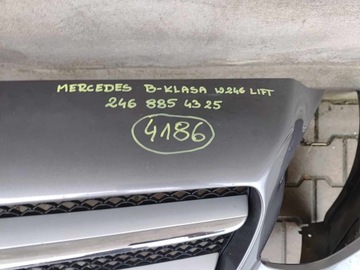 MERCEDES B-KLASA W246 LIFT
246 885 43 25
4186